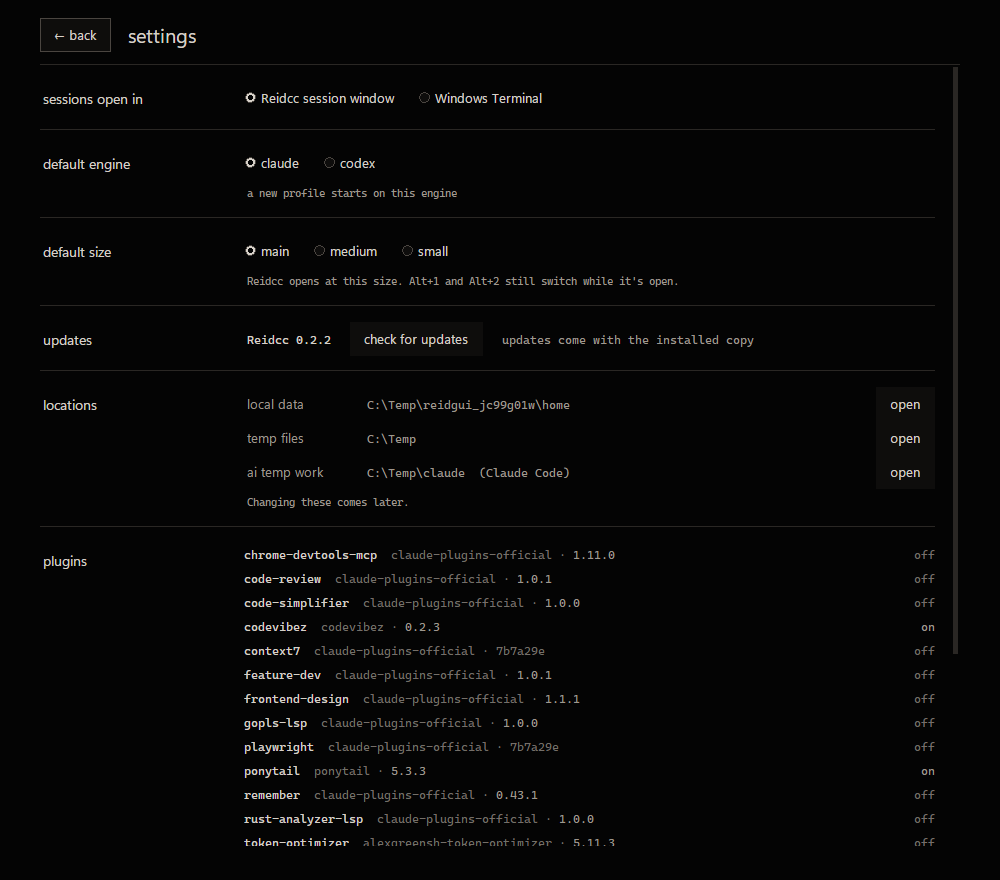 ← back
settings
sessions open in
Reidcc session window
Windows Terminal
default engine
claude
codex
a new profile starts on this engine
default size
main
medium
small
Reidcc opens at this size. Alt+1 and Alt+2 still switch while it's open.
updates
Reidcc 0.2.2
check for updates
updates come with the installed copy
locations
local data C:\Temp\reidgui_jc99g01w\home open
temp files C:\Temp open
ai temp work C:\Temp\claude (Claude Code) open
Changing these comes later.
plugins
chrome-devtools-mcp claude-plugins-official · 1.11.0 off
code-review claude-plugins-official · 1.0.1 off
code-simplifier claude-plugins-official · 1.0.0 off
codevibez codevibez · 0.2.3 on
context7 claude-plugins-official · 7b7a29e off
feature-dev claude-plugins-official · 1.0.1 off
frontend-design claude-plugins-official · 1.1.1 off
gopls-lsp claude-plugins-official · 1.0.0 off
playwright claude-plugins-official · 7b7a29e off
ponytail ponytail · 5.3.3 on
remember claude-plugins-official · 0.43.1 off
rust-analyzer-lsp claude-plugins-official · 1.0.0 off
token-optimizer alexgreensh-token-optimizer · 5.11.3 off